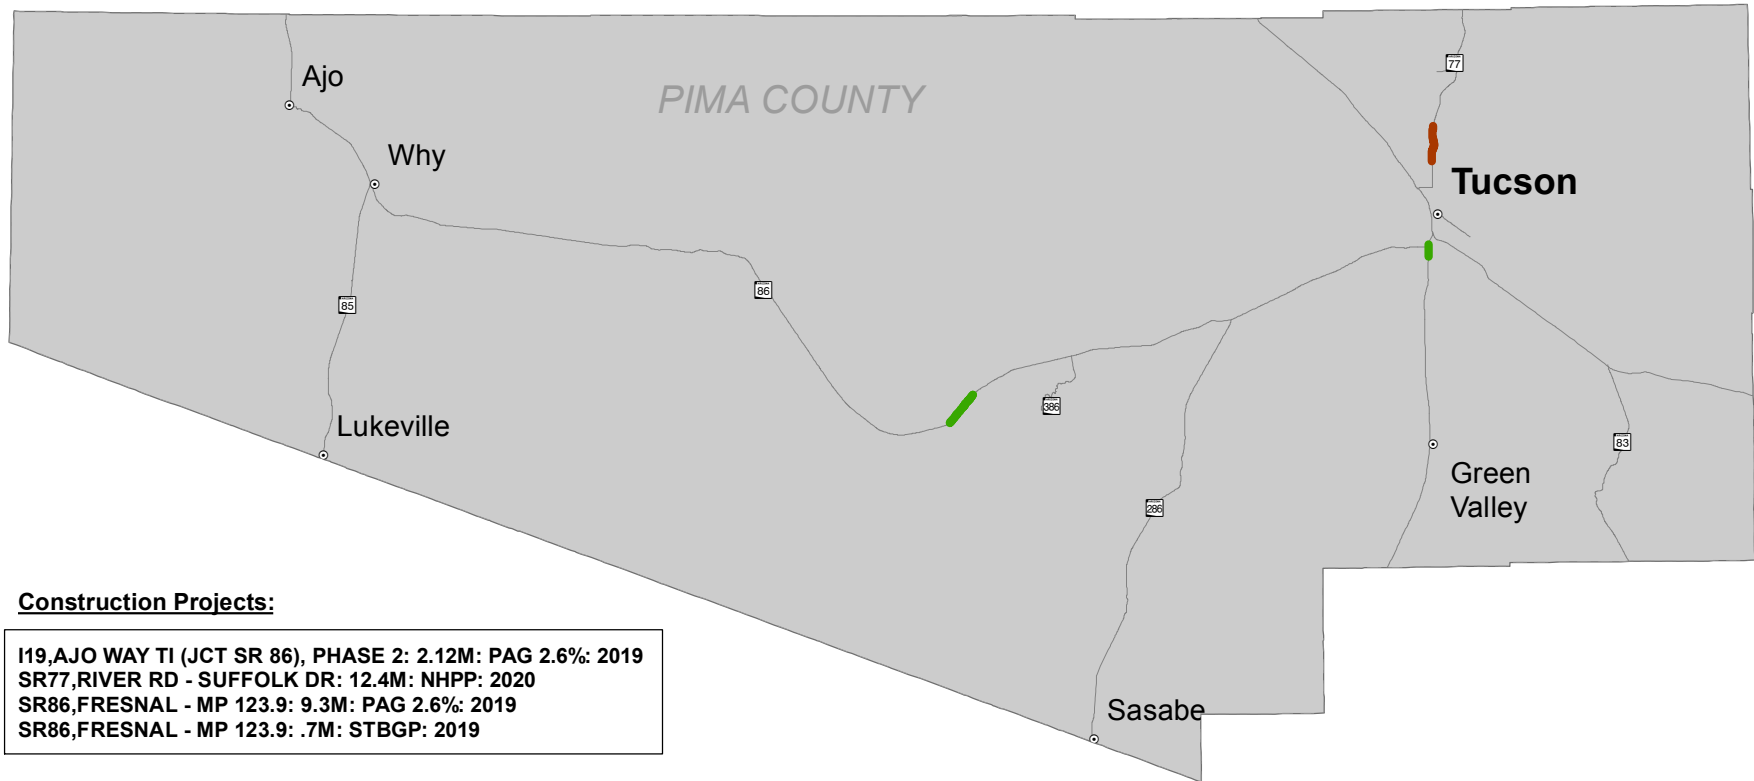 PIMA COUNTY
77
Ajo
Why
Tucson
86
85
386
Lukeville
83
Green
Valley
286
Sasabe
Construction Projects:
I19,AJO WAY TI (JCT SR 86), PHASE 2: 2.12M: PAG 2.6%: 2019
SR77,RIVER RD - SUFFOLK DR: 12.4M: NHPP: 2020
SR86,FRESNAL - MP 123.9: 9.3M: PAG 2.6%: 2019
SR86,FRESNAL - MP 123.9: .7M: STBGP: 2019